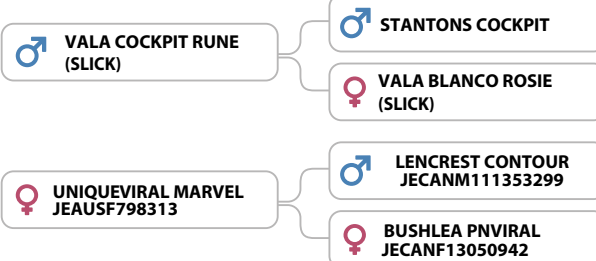 VALA COCKPIT RUNE
(SLICK)
STANTONS COCKPIT
VALA BLANCO ROSIE
(SLICK)
UNIQUEVIRAL MARVEL
JEAUSF798313
LENCREST CONTOUR
JECANM111353299
BUSHLEA PNVIRAL
JECANF13050942